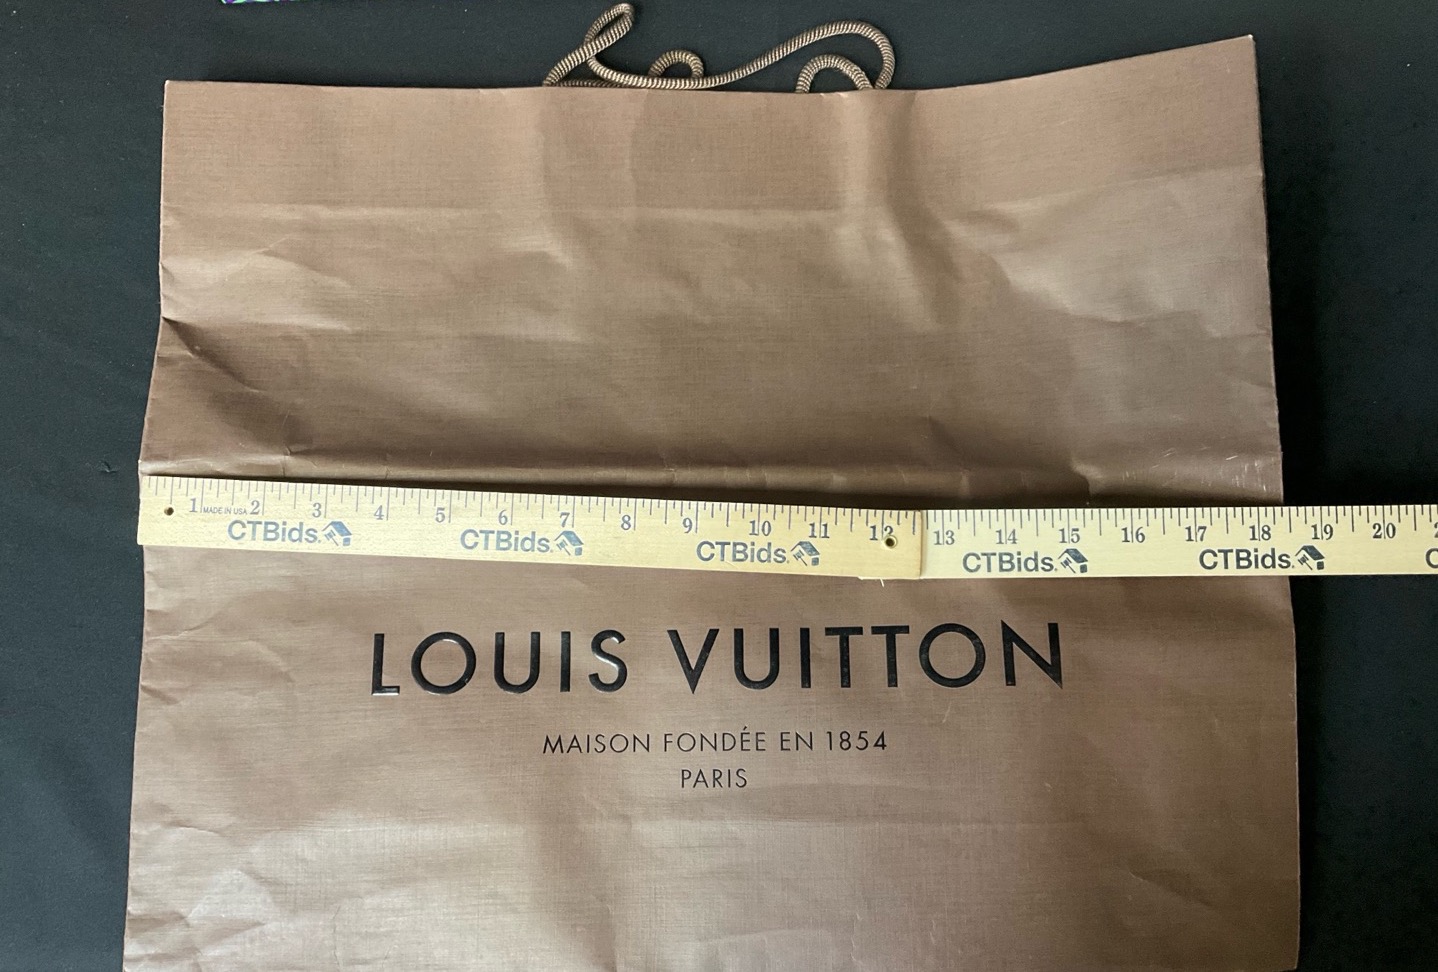 1 MADE IN USA 2 3 4 5 6 7 8 9 10 11 12 13 14 15 16 17 18 19 20
CTBids. CTBids. CTBids. CTBids. CTBids.
LOUIS VUITTON
MAISON FONDÉE EN 1854
PARIS